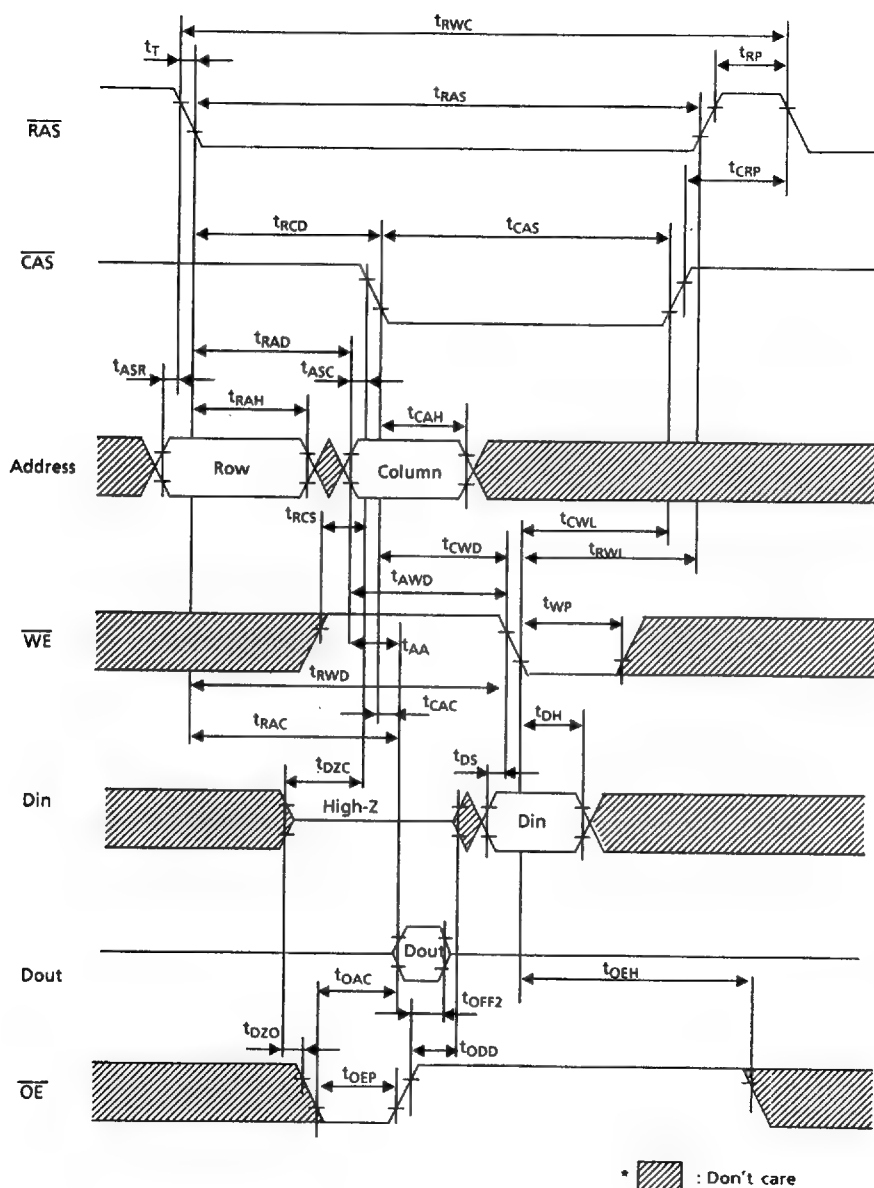 tRWC
tT
tRP
tRAS
RAS
tCRP
tRCD
tCAS
CAS
tRAD
tASR
tASC
tRAH
tCAH
Address
Row
Column
tRCS
tCWL
tCWD
tRWL
tAWD
tWP
WE
tAA
tRWD
tCAC
tDH
tRAC
tDS
tDZC
Din
High-Z
Din
Dout
Dout
tOEH
tOAC
tOFF2
tDZO
tODD
tOEP
OE
* : Don't care